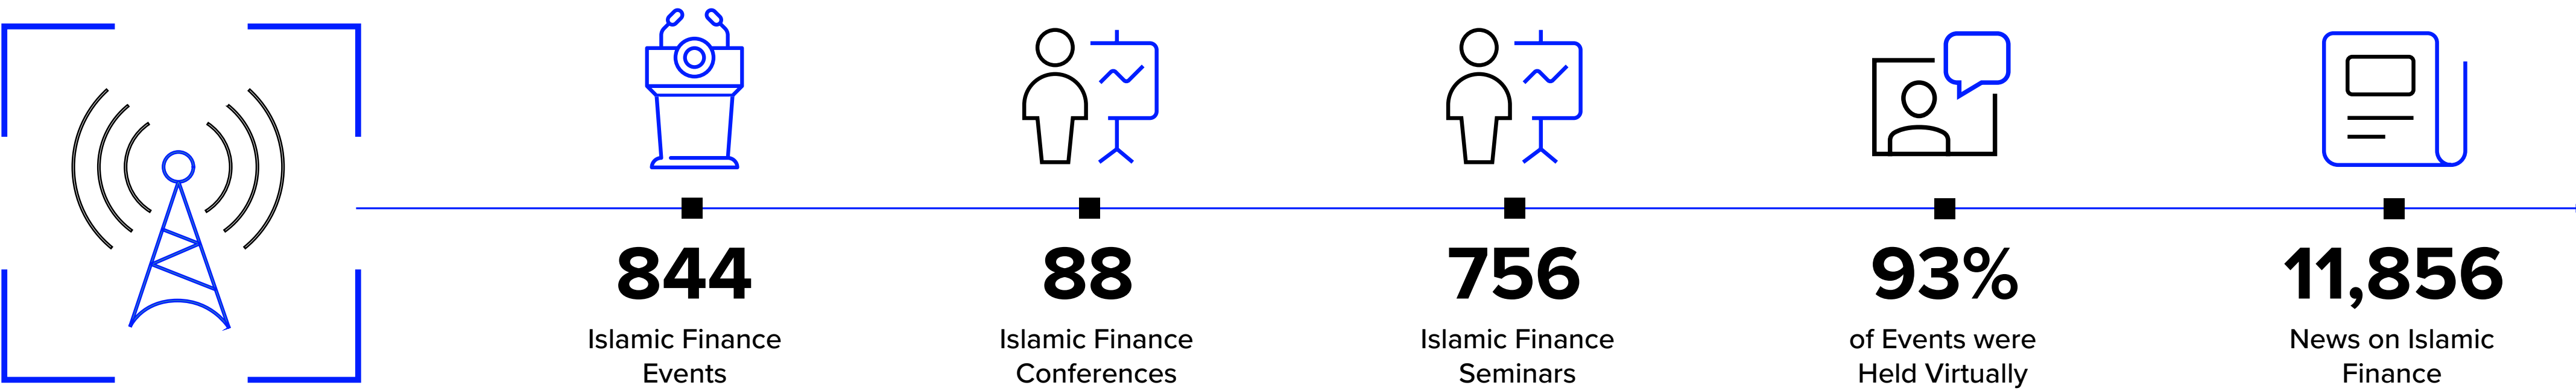 844
Islamic Finance
Events
88
Islamic Finance
Conferences
756
Islamic Finance
Seminars
93%
of Events were
Held Virtually
11,856
News on Islamic
Finance